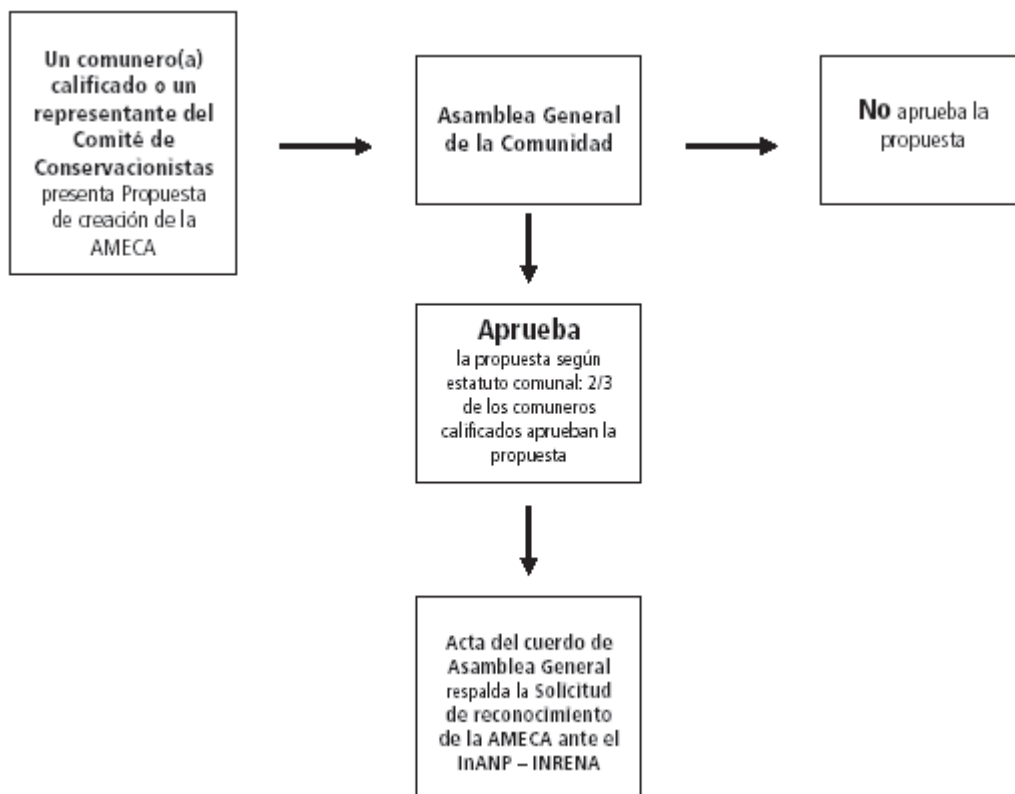 Un comunero(a)
calificado o un
representante del
Comité de
Conservacionistas
presenta Propuesta
de creación de la
AMECA
Asamblea General
de la Comunidad
No aprueba la
propuesta
Aprueba
la propuesta según
estatuto comunal: 2/3
de los comuneros
calificados aprueban la
propuesta
Acta del cuerdo de
Asamblea General
respalda la Solicitud
de reconocimiento
de la AMECA ante el
InANP – INRENA